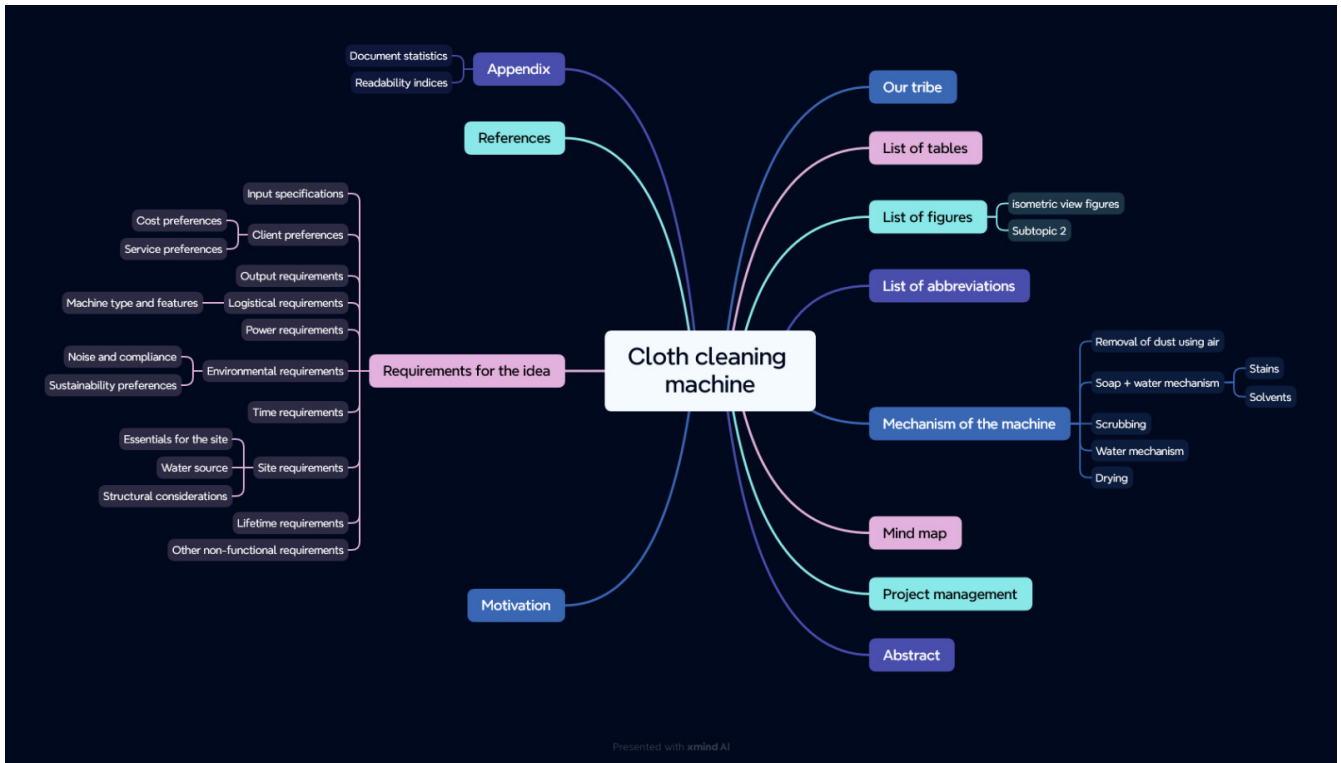 Cloth cleaning
machine
Our tribe
List of tables
List of figures
isometric view figures
Subtopic 2
List of abbreviations
Mechanism of the machine
Removal of dust using air
Soap + water mechanism
Stains
Solvents
Scrubbing
Water mechanism
Drying
Mind map
Project management
Abstract
Motivation
Requirements for the idea
Input specifications
Client preferences
Cost preferences
Service preferences
Output requirements
Logistical requirements
Machine type and features
Power requirements
Environmental requirements
Noise and compliance
Sustainability preferences
Time requirements
Site requirements
Essentials for the site
Water source
Structural considerations
Lifetime requirements
Other non-functional requirements
References
Appendix
Document statistics
Readability indices
Presented with xmind AI